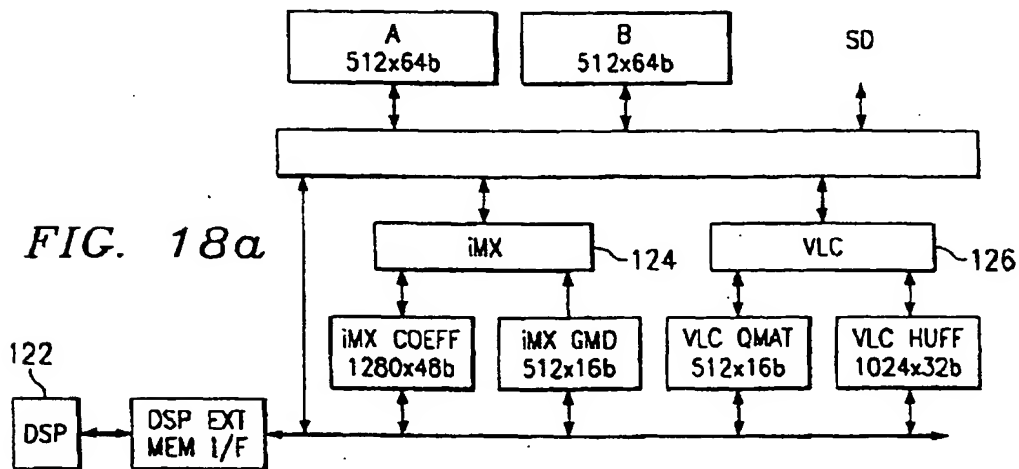 A
512x64b
B
512x64b
SD
FIG. 18a
iMX
124
VLC
126
iMX COEFF
1280x48b
iMX GMD
512x16b
VLC QMAT
512x16b
VLC HUFF
1024x32b
122
DSP
DSP EXT
MEM I/F